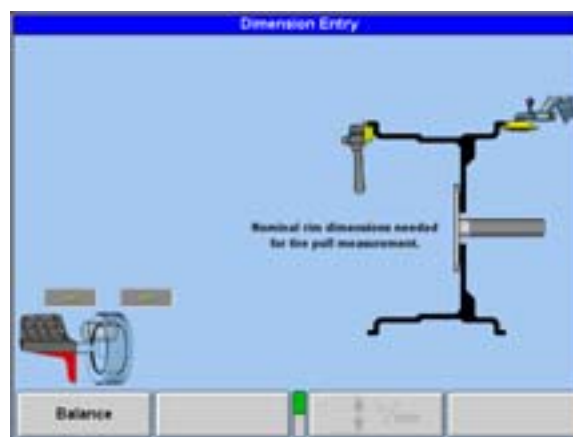 Dimension Entry
Nominal rim dimensions needed
for tire pull measurement.
Balance